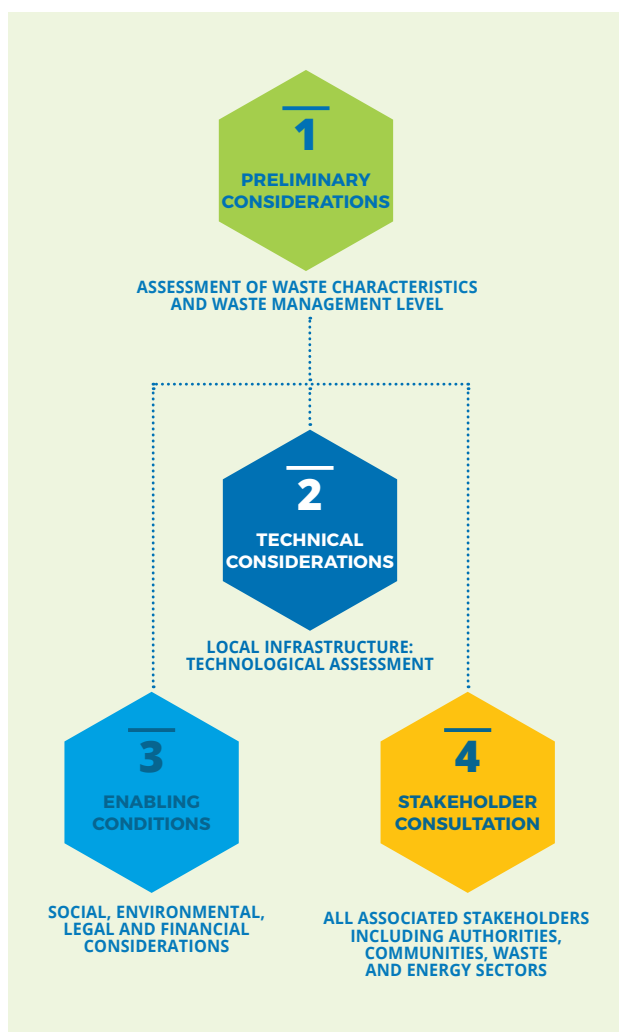 1
PRELIMINARY
CONSIDERATIONS
ASSESSMENT OF WASTE CHARACTERISTICS
AND WASTE MANAGEMENT LEVEL
2
TECHNICAL
CONSIDERATIONS
LOCAL INFRASTRUCTURE:
TECHNOLOGICAL ASSESSMENT
3
ENABLING
CONDITIONS
SOCIAL, ENVIRONMENTAL,
LEGAL AND FINANCIAL
CONSIDERATIONS
4
STAKEHOLDER
CONSULTATION
ALL ASSOCIATED STAKEHOLDERS
INCLUDING AUTHORITIES,
COMMUNITIES, WASTE
AND ENERGY SECTORS